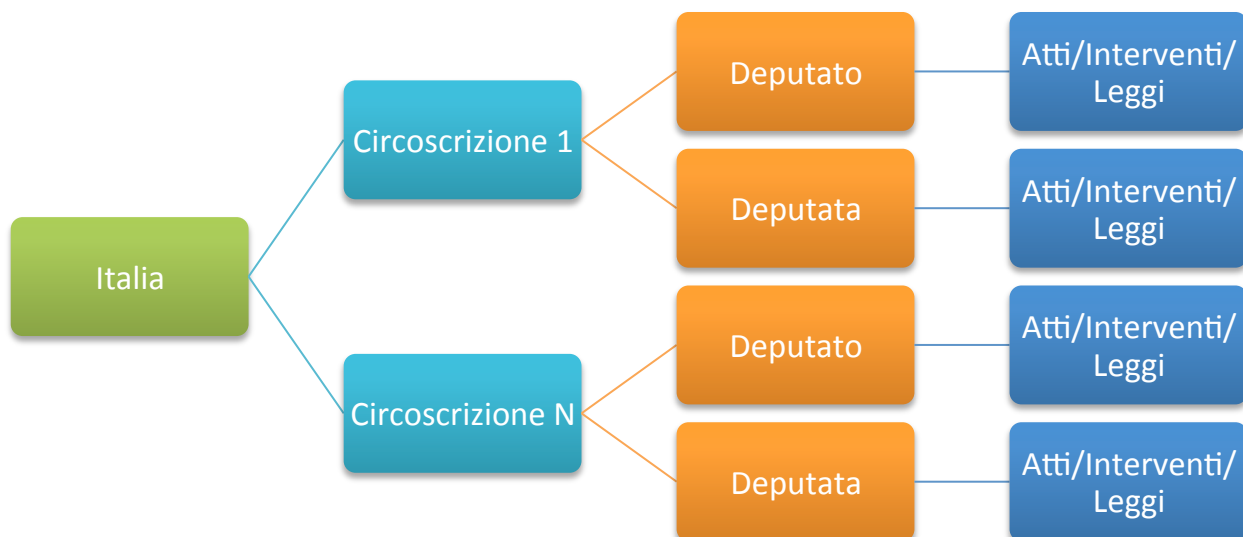 Italia
Circoscrizione 1
Circoscrizione N
Deputato
Deputata
Deputato
Deputata
Atti/Interventi/
Leggi
Atti/Interventi/
Leggi
Atti/Interventi/
Leggi
Atti/Interventi/
Leggi